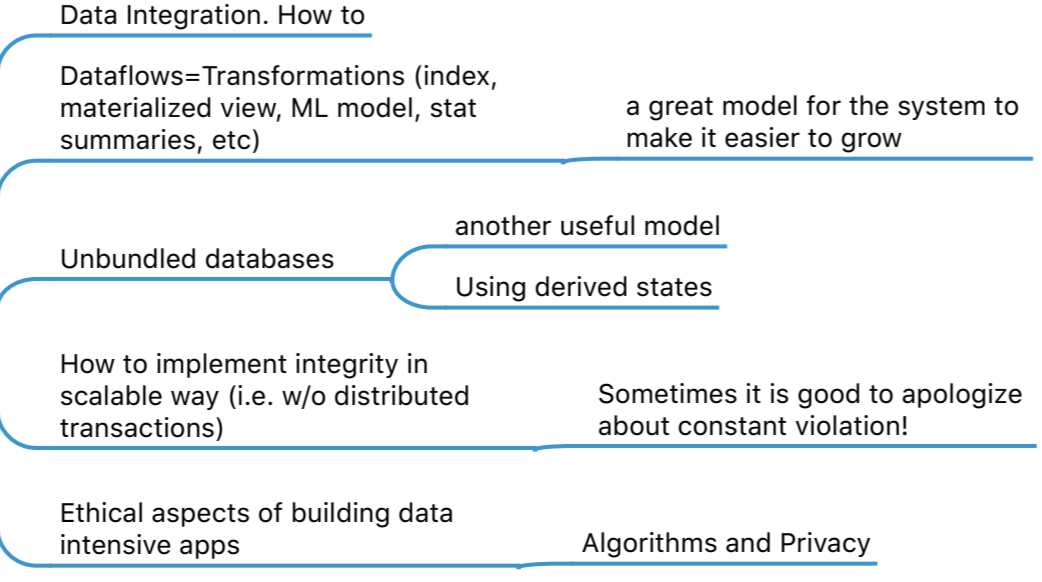 Data Integration. How to
Dataflows=Transformations (index,
materialized view, ML model, stat
summaries, etc)
a great model for the system to
make it easier to grow
Unbundled databases
another useful model
Using derived states
How to implement integrity in
scalable way (i.e. w/o distributed
transactions)
Sometimes it is good to apologize
about constant violation!
Ethical aspects of building data
intensive apps
Algorithms and Privacy